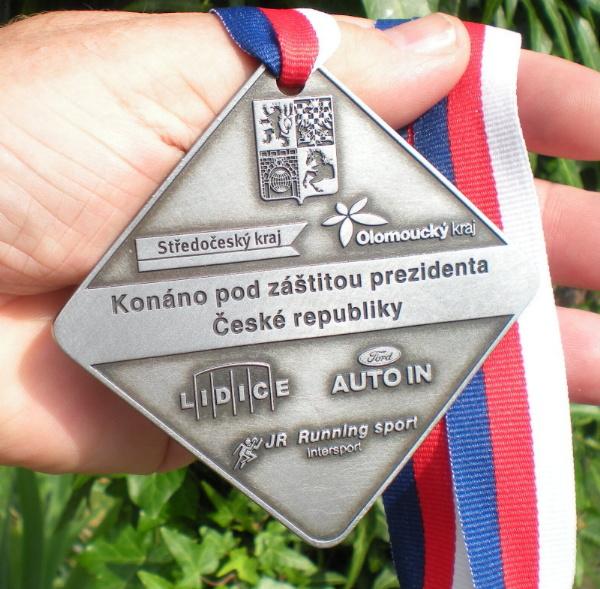 Středočeský kraj
Olomoucký kraj
Konáno pod záštitou prezidenta
České republiky
LIDICE
Ford
AUTO IN
JR Running sport
Intersport